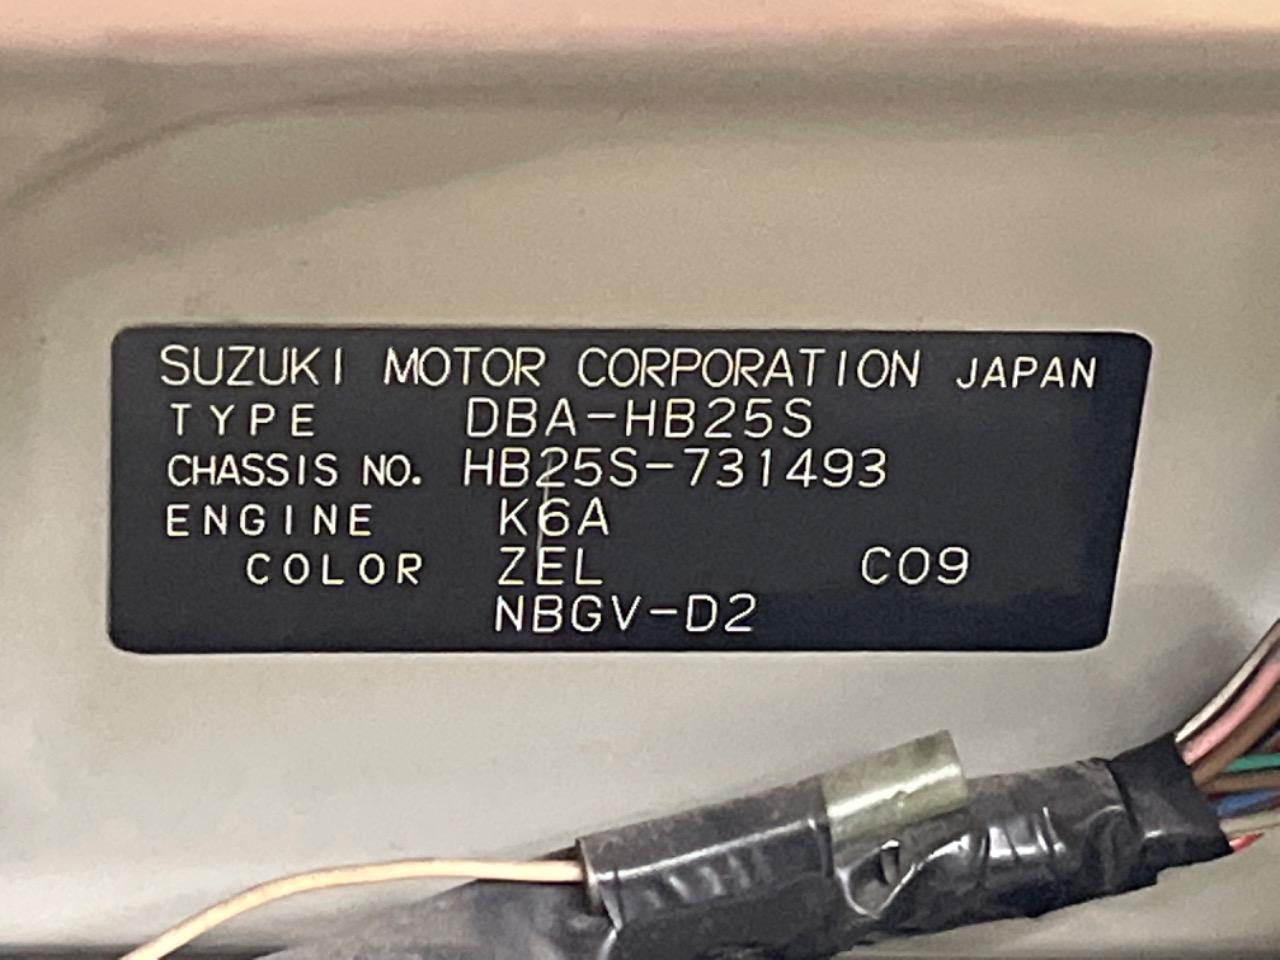 SUZUKI MOTOR CORPORATION JAPAN
TYPE DBA-HB25S
CHASSIS NO. HB25S-731493
ENGINE K6A
COLOR ZEL C09
NBGV-D2